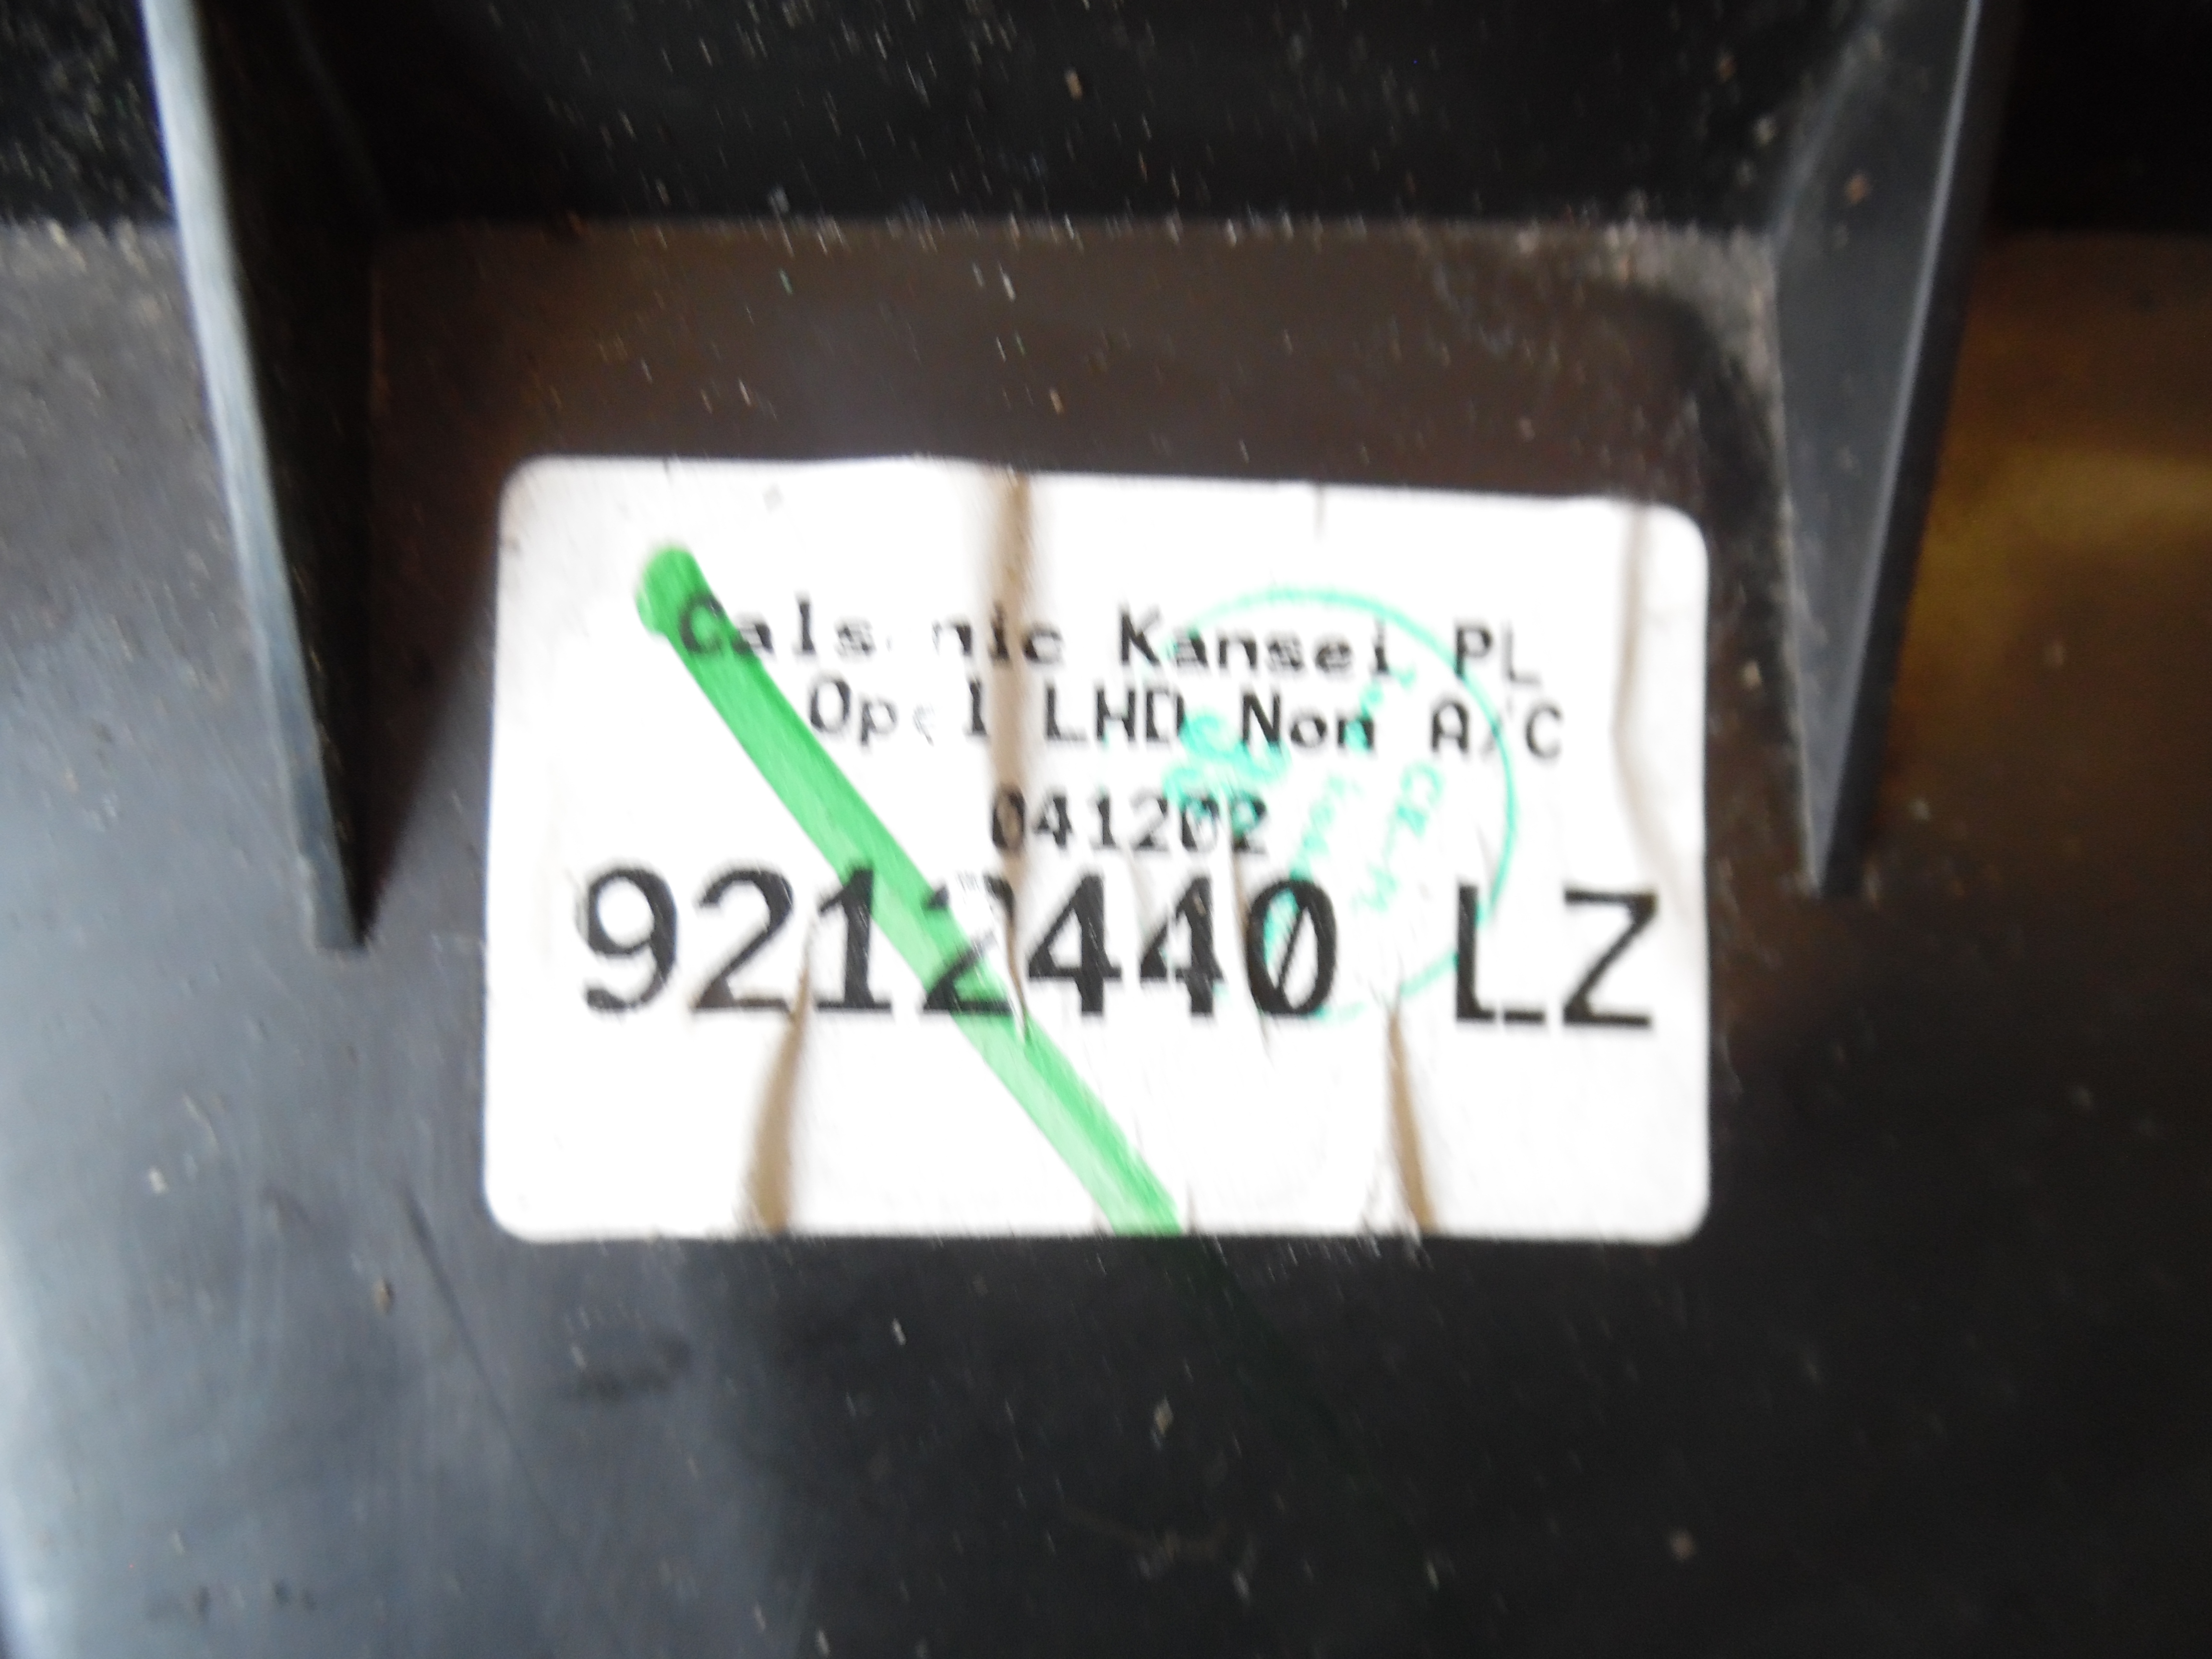 Calsonic Kansei PL
Opel LHD Non A/C
041202
9212440 LZ